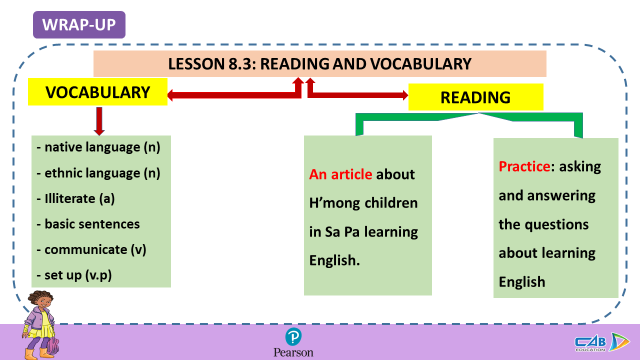 WRAP-UP
LESSON 8.3: READING AND VOCABULARY
VOCABULARY
READING
- native language (n)
- ethnic language (n)
- Illiterate (a)
- basic sentences
- communicate (v)
- set up (v.p)
An article about
H'mong children
in Sa Pa learning
English.
Practice: asking
and answering
the questions
about learning
English
Pearson
CAB
EDUCATION